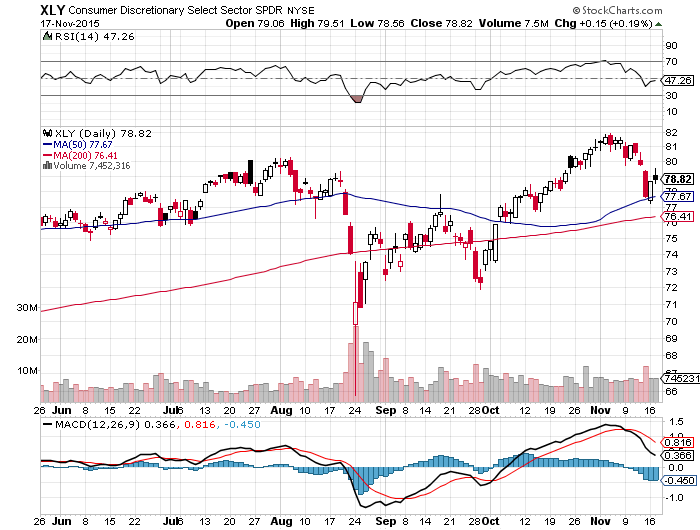 XLY Consumer Discretionary Select Sector SPDR NYSE © StockCharts.com
17-Nov-2015 Open 79.06 High 79.51 Low 78.56 Close 78.82 Volume 7.5M Chg +0.15 (+0.19%)
RSI(14) 47.26
90
70
47.26
30
10
XLY (Daily) 78.82
MA(50) 77.67
MA(200) 76.41
Volume 7,452,316
82
81
80
78.82
78
77.67
77
76.41
76
75
74
73
72
71
30M 70
69
20M 68
10M 67
745231
66
26 Jun 8 15 22 Jul 6 13 20 27 Aug 10 17 24 Sep 8 14 21 28 Oct 12 19 26 Nov 9 16
MACD(12,26,9) 0.366, 0.816, -0.450
1.5
0.816
0.366
0.0
-0.450
-1.0
26 Jun 8 15 22 Jul 6 13 20 27 Aug 10 17 24 Sep 8 14 21 28 Oct 12 19 26 Nov 9 16